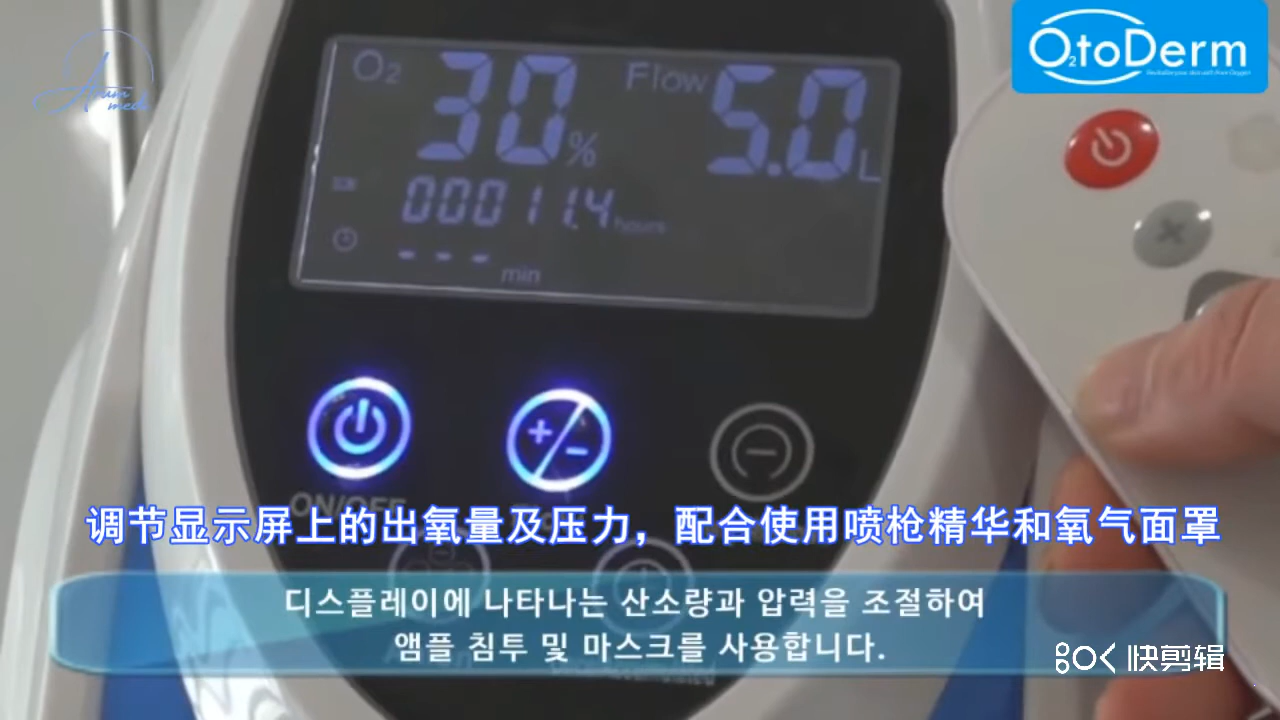 O2
30
%
Flow
5.0
L
00011.4
hours
- - -
min
O2toDerm
ON/OFF
调节显示屏上的出氧量及压力，配合使用喷枪精华和氧气面罩
디스플레이에 나타나는 산소량과 압력을 조절하여
앰플 침투 및 마스크를 사용합니다.
快剪辑